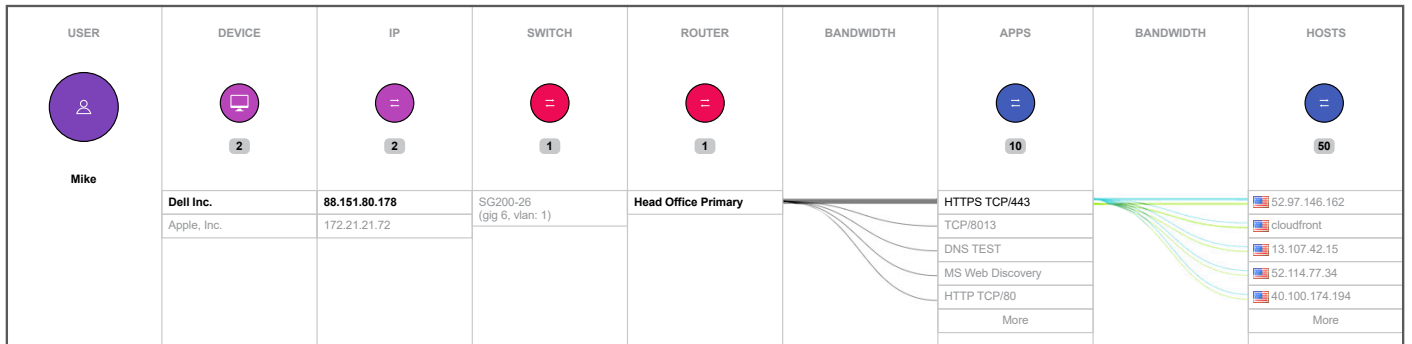 USER
DEVICE
IP
SWITCH
ROUTER
BANDWIDTH
APPS
BANDWIDTH
HOSTS
2
2
1
1
10
50
Mike
Dell Inc.
Apple, Inc.
88.151.80.178
172.21.21.72
SG200-26
(gig 6, vlan: 1)
Head Office Primary
HTTPS TCP/443
TCP/8013
DNS TEST
MS Web Discovery
HTTP TCP/80
More
52.97.146.162
cloudfront
13.107.42.15
52.114.77.34
40.100.174.194
More